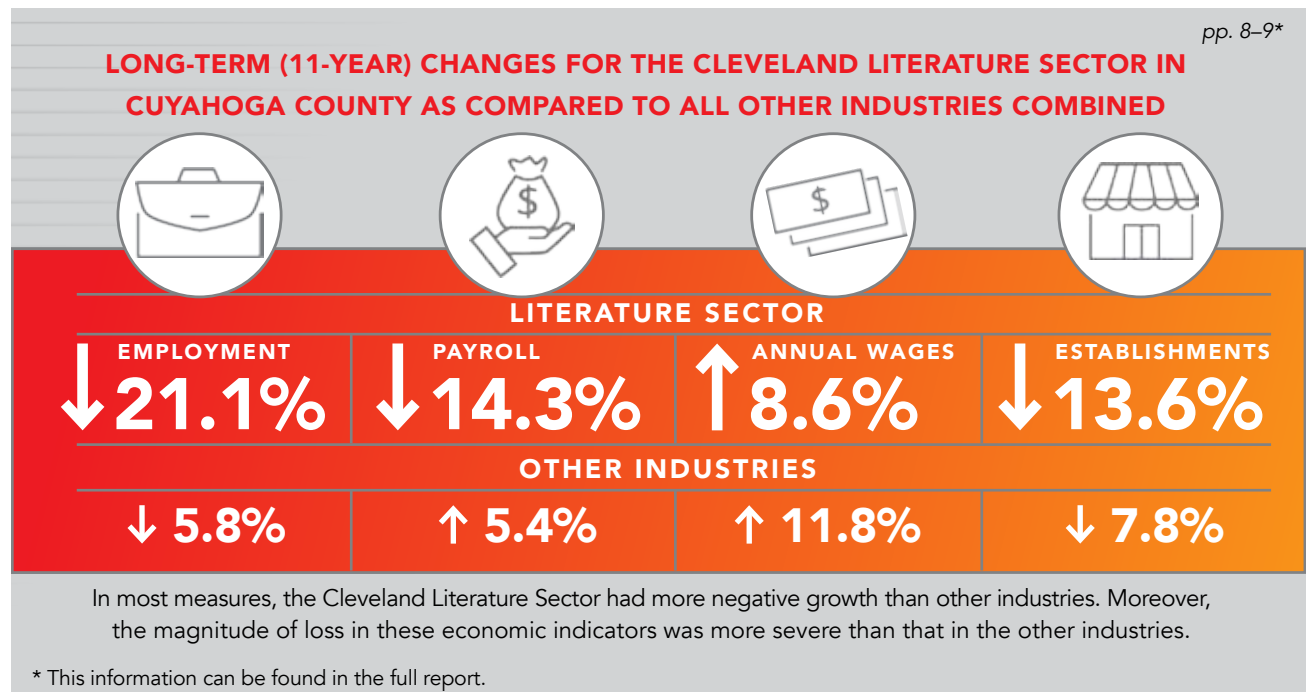 pp. 8–9*
LONG-TERM (11-YEAR) CHANGES FOR THE CLEVELAND LITERATURE SECTOR IN
CUYAHOGA COUNTY AS COMPARED TO ALL OTHER INDUSTRIES COMBINED
$ $
LITERATURE SECTOR
EMPLOYMENT PAYROLL ANNUAL WAGES ESTABLISHMENTS
↓21.1% ↓14.3% ↑8.6% ↓13.6%
OTHER INDUSTRIES
↓ 5.8% ↑ 5.4% ↑ 11.8% ↓ 7.8%
In most measures, the Cleveland Literature Sector had more negative growth than other industries. Moreover,
the magnitude of loss in these economic indicators was more severe than that in the other industries.
* This information can be found in the full report.